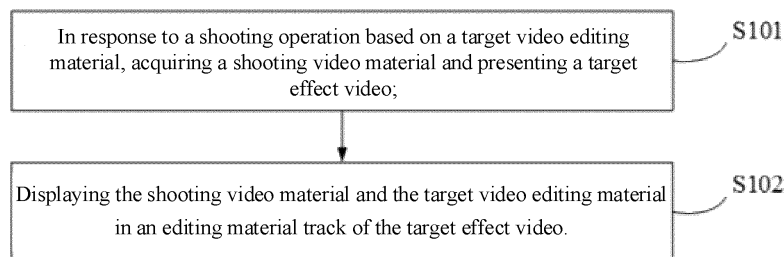 In response to a shooting operation based on a target video editing
material, acquiring a shooting video material and presenting a target
effect video;
S101
Displaying the shooting video material and the target video editing material
in an editing material track of the target effect video.
S102